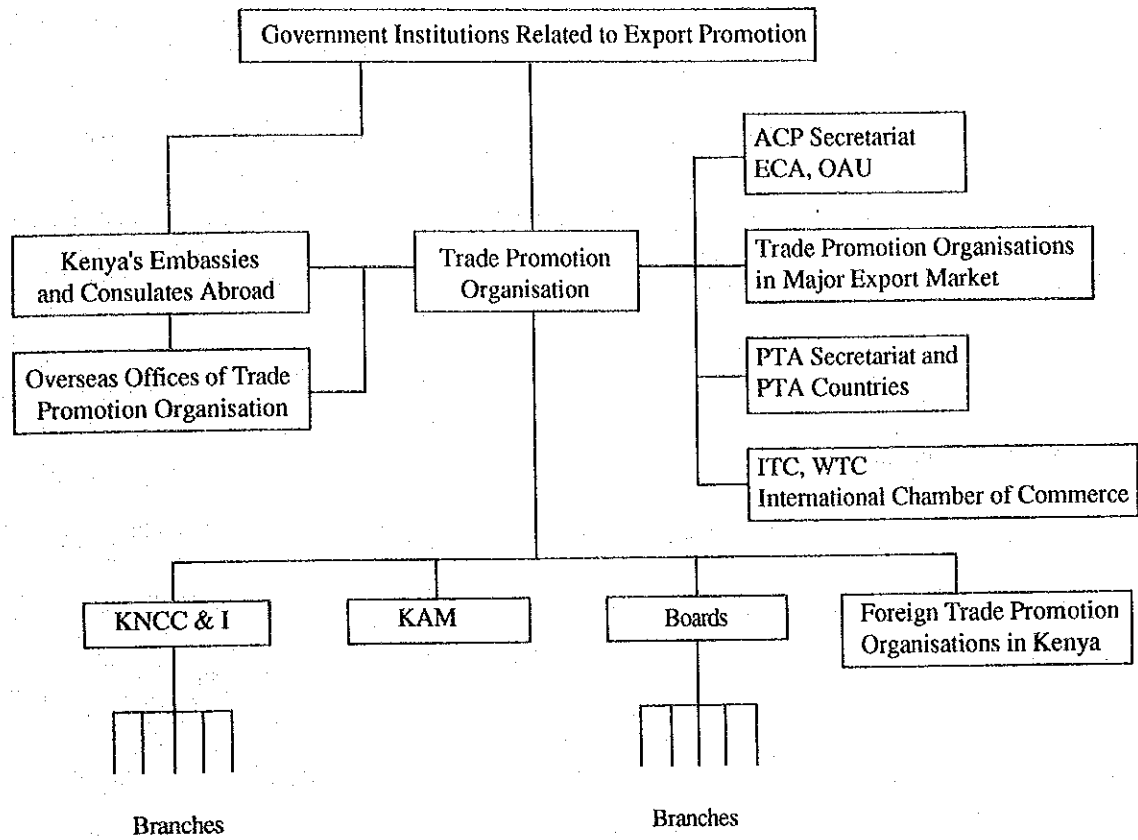 Government Institutions Related to Export Promotion
ACP Secretariat
ECA, OAU
Kenya's Embassies
and Consulates Abroad
Trade Promotion
Organisation
Trade Promotion Organisations
in Major Export Market
Overseas Offices of Trade
Promotion Organisation
PTA Secretariat and
PTA Countries
ITC, WTC
International Chamber of Commerce
KNCC & I
KAM
Boards
Foreign Trade Promotion
Organisations in Kenya
Branches
Branches